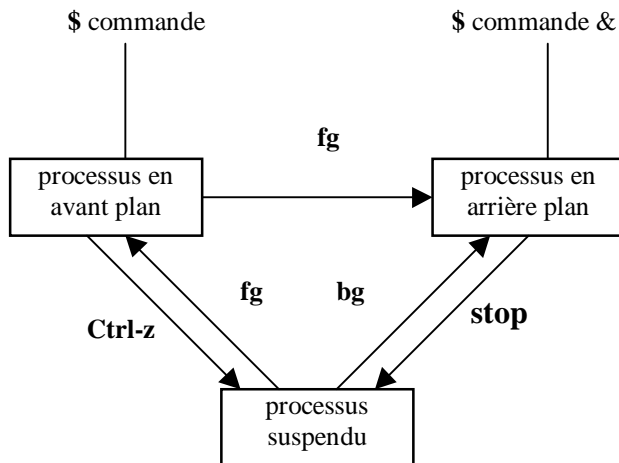 $ commande
$ commande &
fg
processus en
avant plan
processus en
arrière plan
fg
bg
Ctrl-z
stop
processus
suspendu